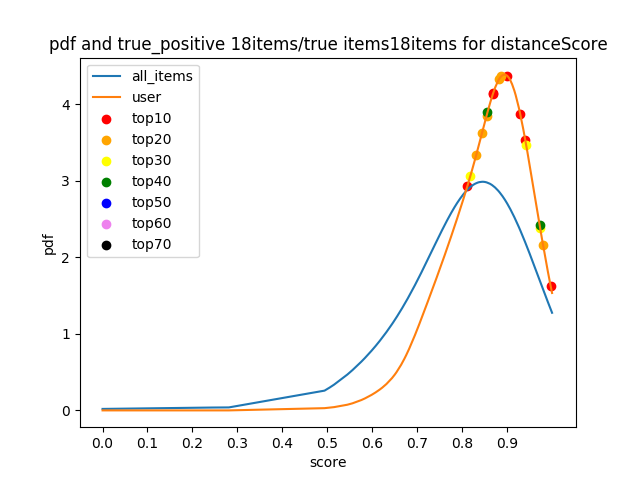 pdf and true_positive 18items/true items18items for distanceScore
all_items
user
top10
top20
top30
top40
top50
top60
top70
pdf
4
3
2
1
0
0.0 0.1 0.2 0.3 0.4 0.5 0.6 0.7 0.8 0.9
score